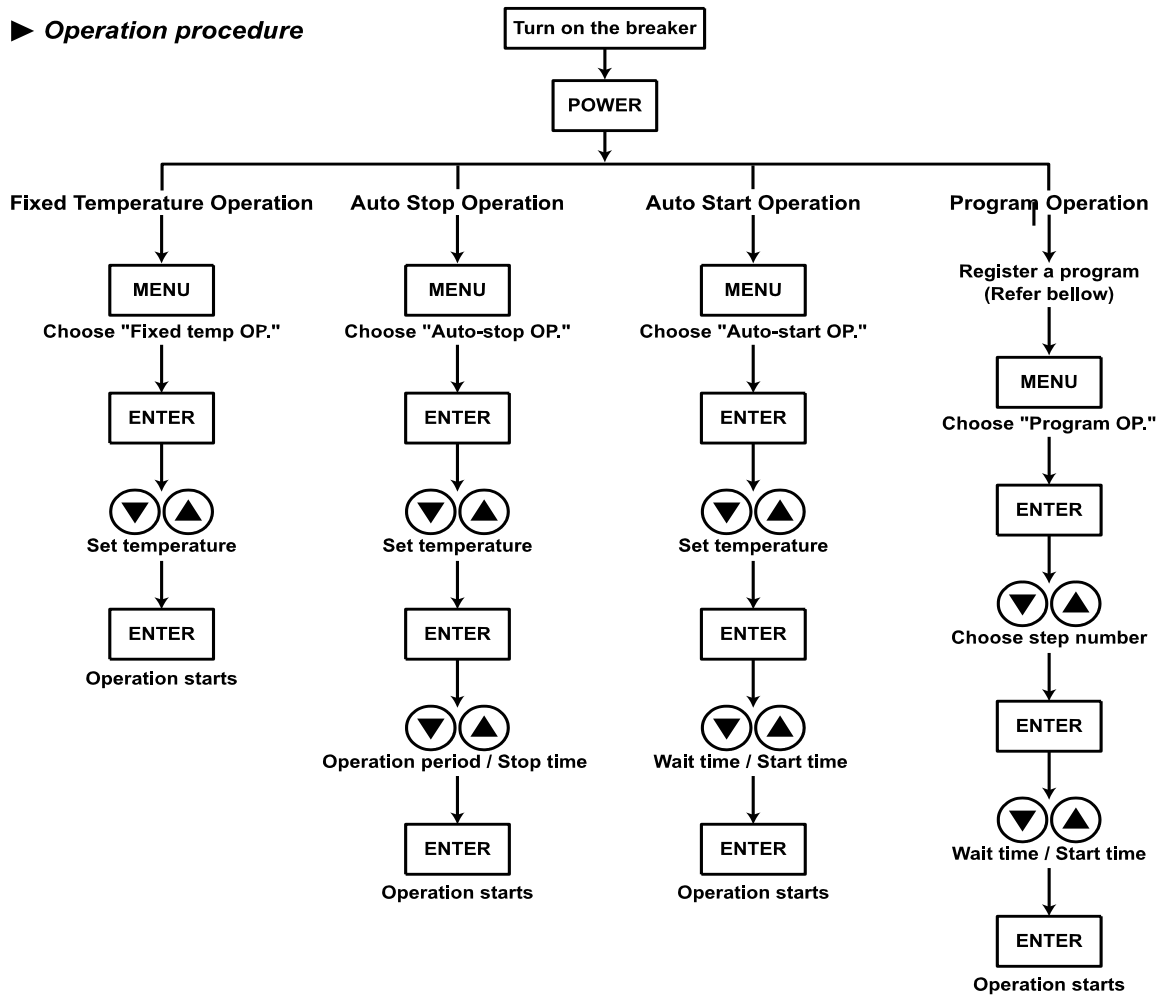 ► Operation procedure
Turn on the breaker
POWER
Fixed Temperature Operation
MENU
Choose "Fixed temp OP."
ENTER
▼ ▲
Set temperature
ENTER
Operation starts
Auto Stop Operation
MENU
Choose "Auto-stop OP."
ENTER
▼ ▲
Set temperature
ENTER
▼ ▲
Operation period / Stop time
ENTER
Operation starts
Auto Start Operation
MENU
Choose "Auto-start OP."
ENTER
▼ ▲
Set temperature
ENTER
▼ ▲
Wait time / Start time
ENTER
Operation starts
Program Operation
Register a program
(Refer bellow)
MENU
Choose "Program OP."
ENTER
▼ ▲
Choose step number
ENTER
▼ ▲
Wait time / Start time
ENTER
Operation starts